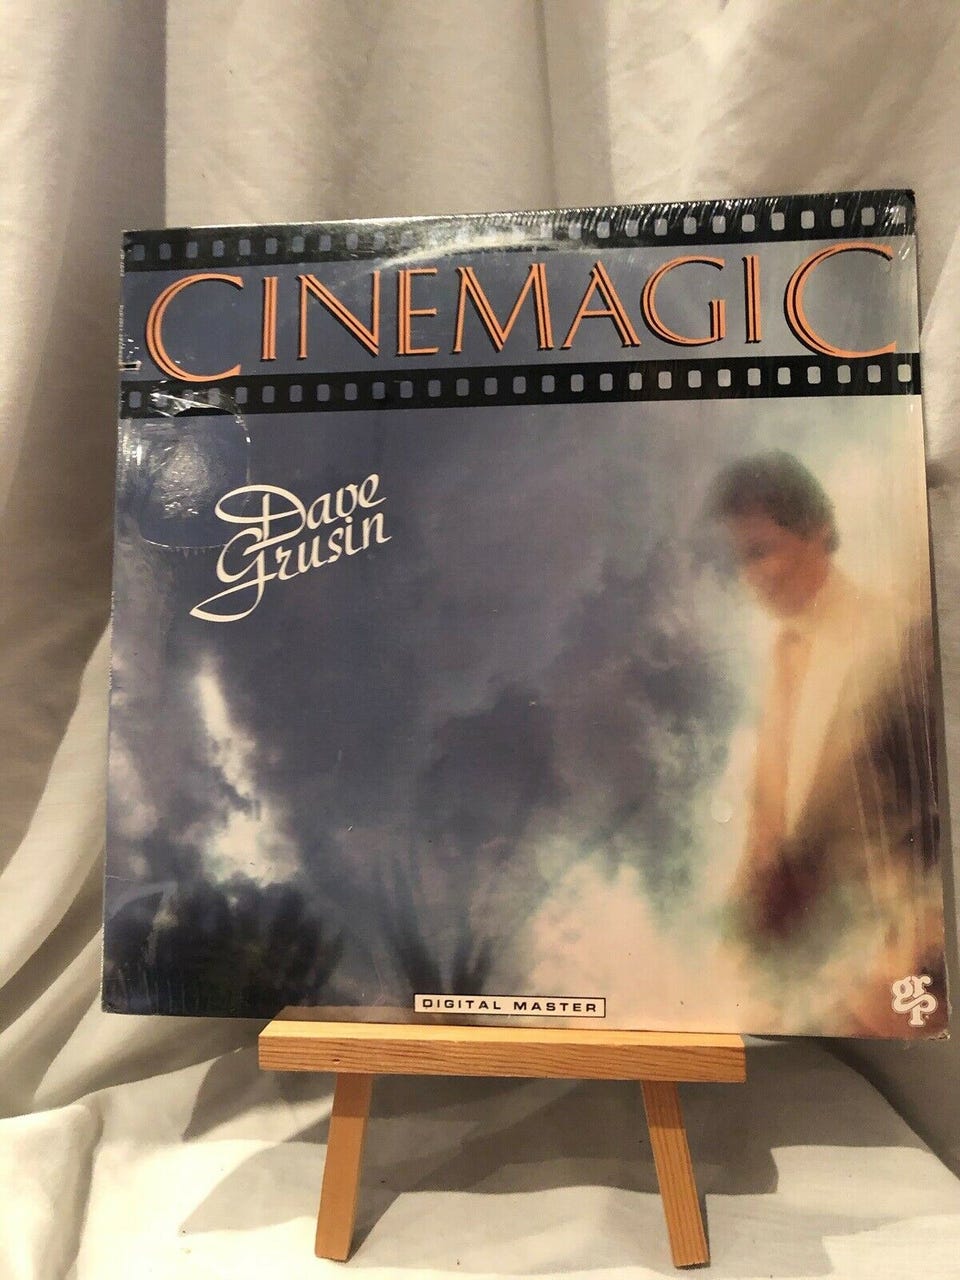 CINEMAGIC
Dave
Grusin
DIGITAL MASTER
grp